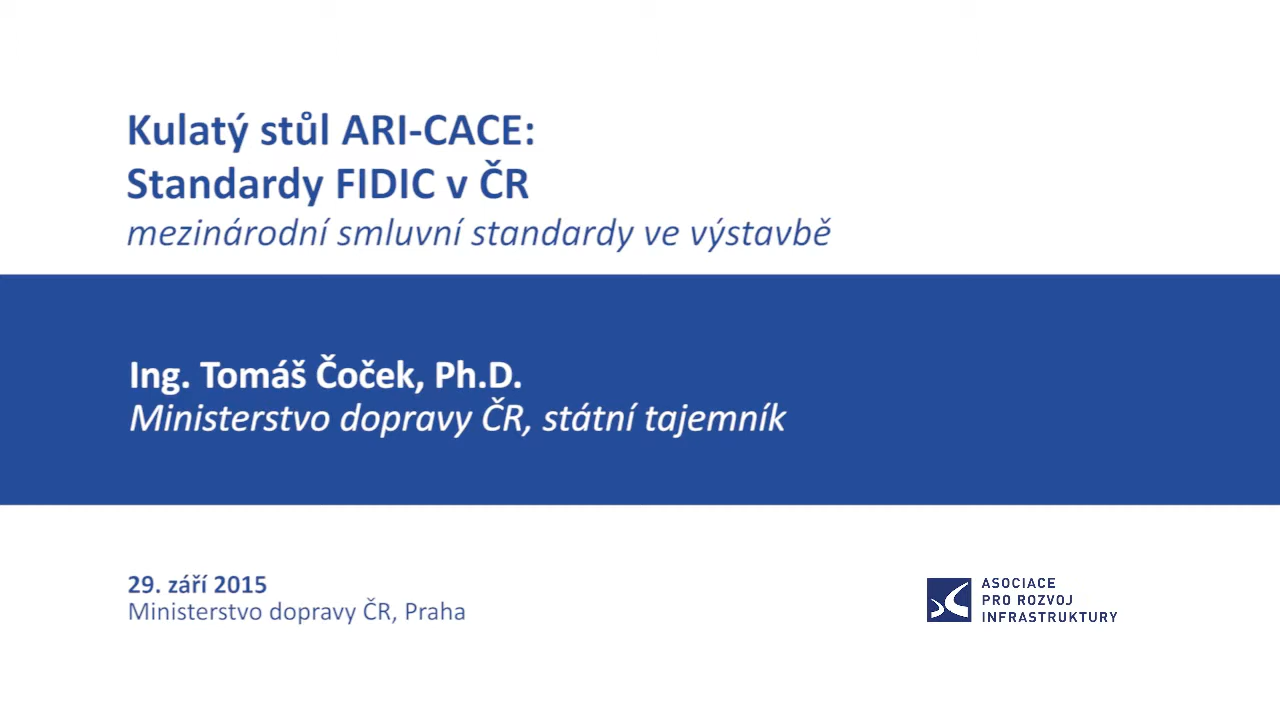 Kulatý stůl ARI-CACE:
Standardy FIDIC v ČR
mezinárodní smluvní standardy ve výstavbě
Ing. Tomáš Čoček, Ph.D.
Ministerstvo dopravy ČR, státní tajemník
29. září 2015
Ministerstvo dopravy ČR, Praha
ASOCIACE
PRO ROZVOJ
INFRASTRUKTURY